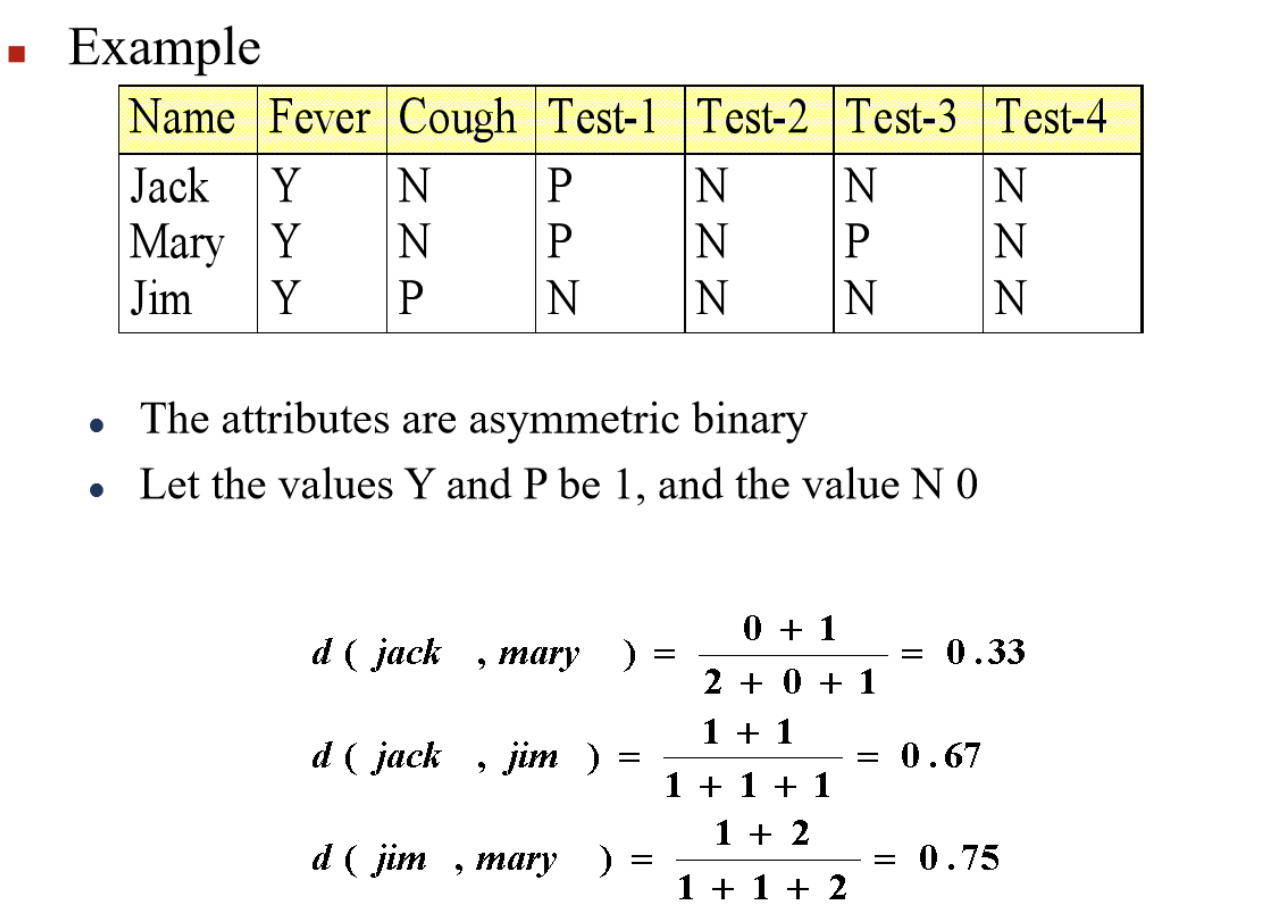 Example
Name Fever Cough Test-1 Test-2 Test-3 Test-4
Jack Y N P N N N
Mary Y N P N P N
Jim Y P N N N N
The attributes are asymmetric binary
Let the values Y and P be 1, and the value N 0
d ( jack , mary ) = 0 + 1 / 2 + 0 + 1 = 0.33
d ( jack , jim ) = 1 + 1 / 1 + 1 + 1 = 0.67
d ( jim , mary ) = 1 + 2 / 1 + 1 + 2 = 0.75